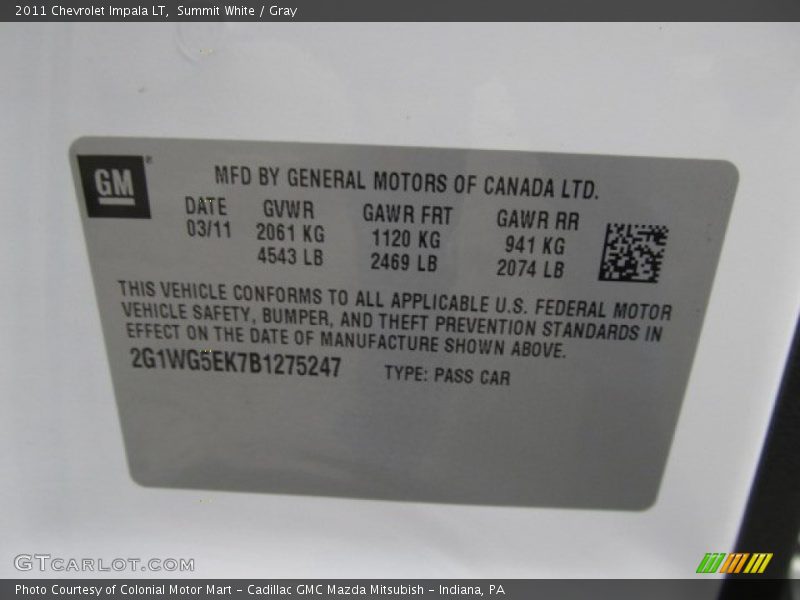 2011 Chevrolet Impala LT, Summit White / Gray
GM
MFD BY GENERAL MOTORS OF CANADA LTD.
DATE GVWR GAWR FRT GAWR RR
03/11 2061 KG 1120 KG 941 KG
4543 LB 2469 LB 2074 LB
THIS VEHICLE CONFORMS TO ALL APPLICABLE U.S. FEDERAL MOTOR
VEHICLE SAFETY, BUMPER, AND THEFT PREVENTION STANDARDS IN
EFFECT ON THE DATE OF MANUFACTURE SHOWN ABOVE.
2G1WG5EK7B1275247 TYPE: PASS CAR
GTCARLOT.COM
Photo Courtesy of Colonial Motor Mart - Cadillac GMC Mazda Mitsubish - Indiana, PA